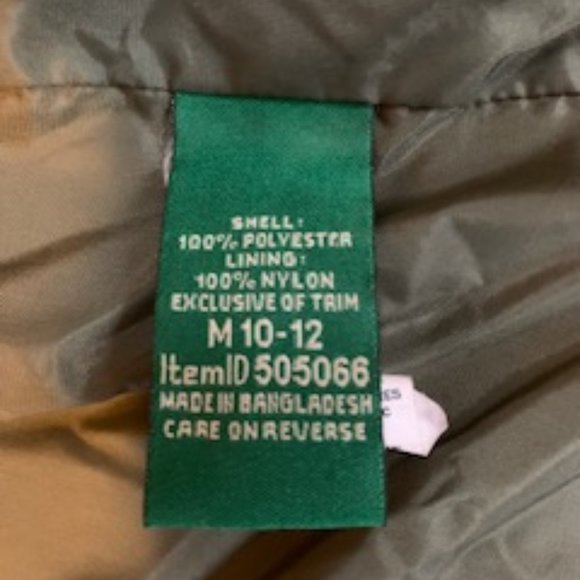 SHELL:
100% POLYESTER
LINING:
100% NYLON
EXCLUSIVE OF TRIM
M 10-12
ItemID 505066
MADE IN BANGLADESH
CARE ON REVERSE
ES
C